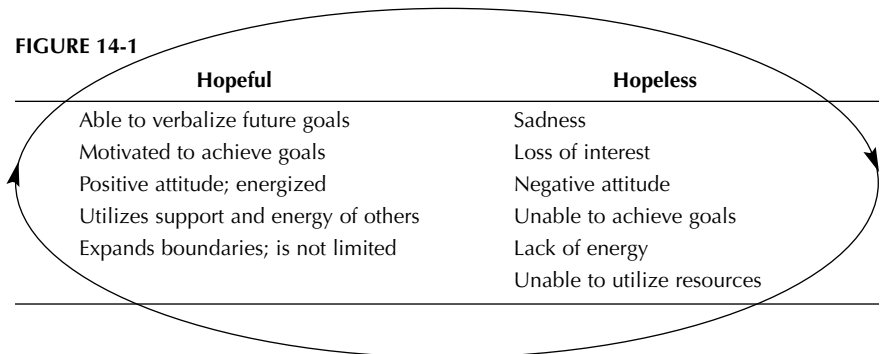 FIGURE 14-1
Hopeful Hopeless
Able to verbalize future goals Sadness
Motivated to achieve goals Loss of interest
Positive attitude; energized Negative attitude
Utilizes support and energy of others Unable to achieve goals
Expands boundaries; is not limited Lack of energy
Unable to utilize resources